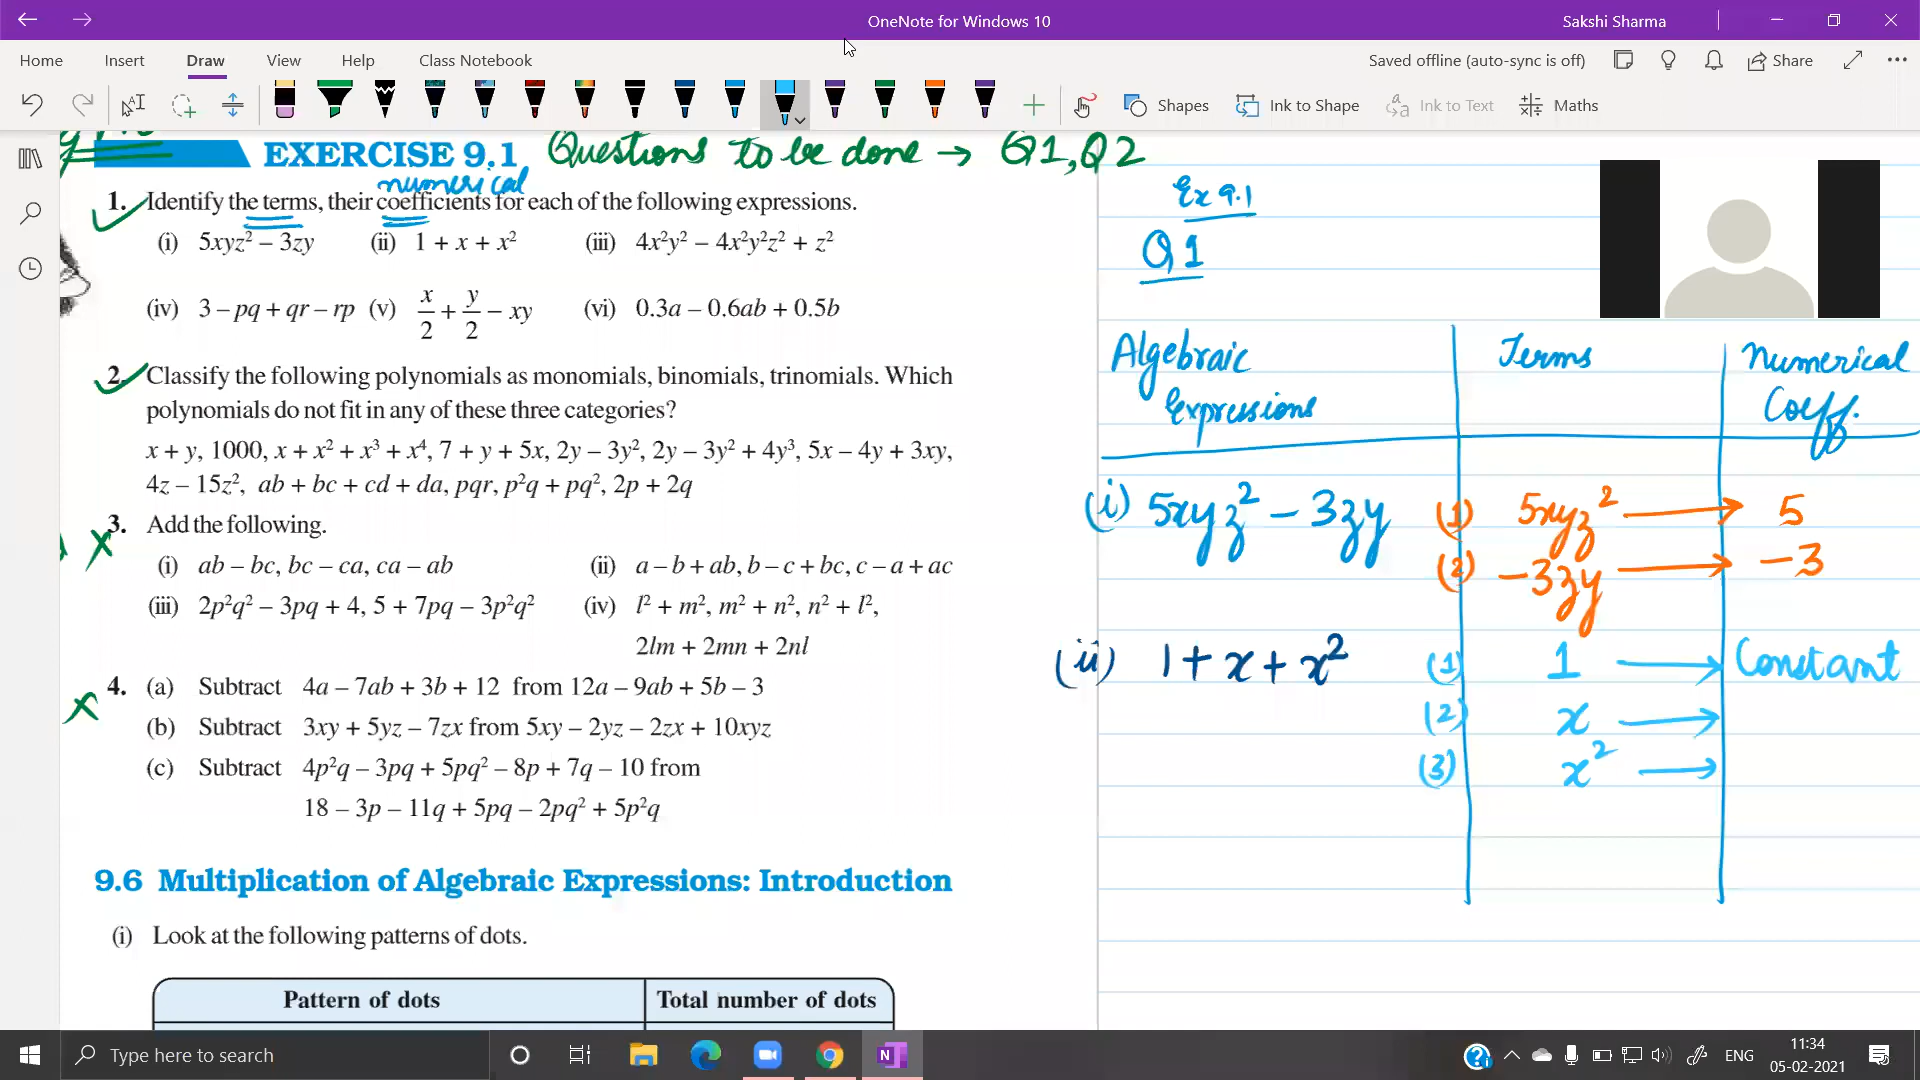 OneNote for Windows 10
Sakshi Sharma
Home Insert Draw View Help Class Notebook
Saved offline (auto-sync is off) Share
Shapes Ink to Shape Ink to Text Maths
EXERCISE 9.1 Questions to be done → Q1, Q2
numerical
1. Identify the terms, their coefficients for each of the following expressions.
(i) 5xyz² – 3zy (ii) 1 + x + x² (iii) 4x²y² – 4x²y²z² + z²
(iv) 3 – pq + qr – rp (v) x/2 + y/2 – xy (vi) 0.3a – 0.6ab + 0.5b
2. Classify the following polynomials as monomials, binomials, trinomials. Which
polynomials do not fit in any of these three categories?
x + y, 1000, x + x² + x³ + x⁴, 7 + y + 5x, 2y – 3y², 2y – 3y² + 4y³, 5x – 4y + 3xy,
4z – 15z², ab + bc + cd + da, pqr, p²q + pq², 2p + 2q
3. Add the following.
(i) ab – bc, bc – ca, ca – ab (ii) a – b + ab, b – c + bc, c – a + ac
(iii) 2p²q² – 3pq + 4, 5 + 7pq – 3p²q² (iv) l² + m², m² + n², n² + l²,
2lm + 2mn + 2nl
4. (a) Subtract 4a – 7ab + 3b + 12 from 12a – 9ab + 5b – 3
(b) Subtract 3xy + 5yz – 7zx from 5xy – 2yz – 2zx + 10xyz
(c) Subtract 4p²q – 3pq + 5pq² – 8p + 7q – 10 from
18 – 3p – 11q + 5pq – 2pq² + 5p²q
9.6 Multiplication of Algebraic Expressions: Introduction
(i) Look at the following patterns of dots.
Pattern of dots Total number of dots
Ex 9.1
Q1
Algebraic Expressions Terms Numerical Coeff.
(i) 5xyz² – 3zy (1) 5xyz² → 5
(2) –3zy → –3
(ii) 1 + x + x² (1) 1 → Constant
(2) x →
(3) x² →
Type here to search
ENG
11:34
05-02-2021